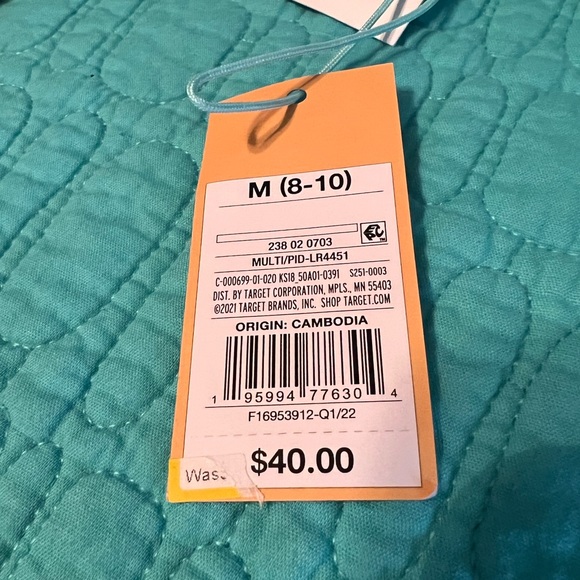 M (8-10)
238 02 0703
MULTI/PID-LR4451
C-000699-01-020 KS18_50A01-0391 S251-0003
DIST. BY TARGET CORPORATION, MPLS., MN 55403
©2021 TARGET BRANDS, INC. SHOP TARGET.COM
ORIGIN: CAMBODIA
1 95994 77630 4
F16953912-Q1/22
$40.00